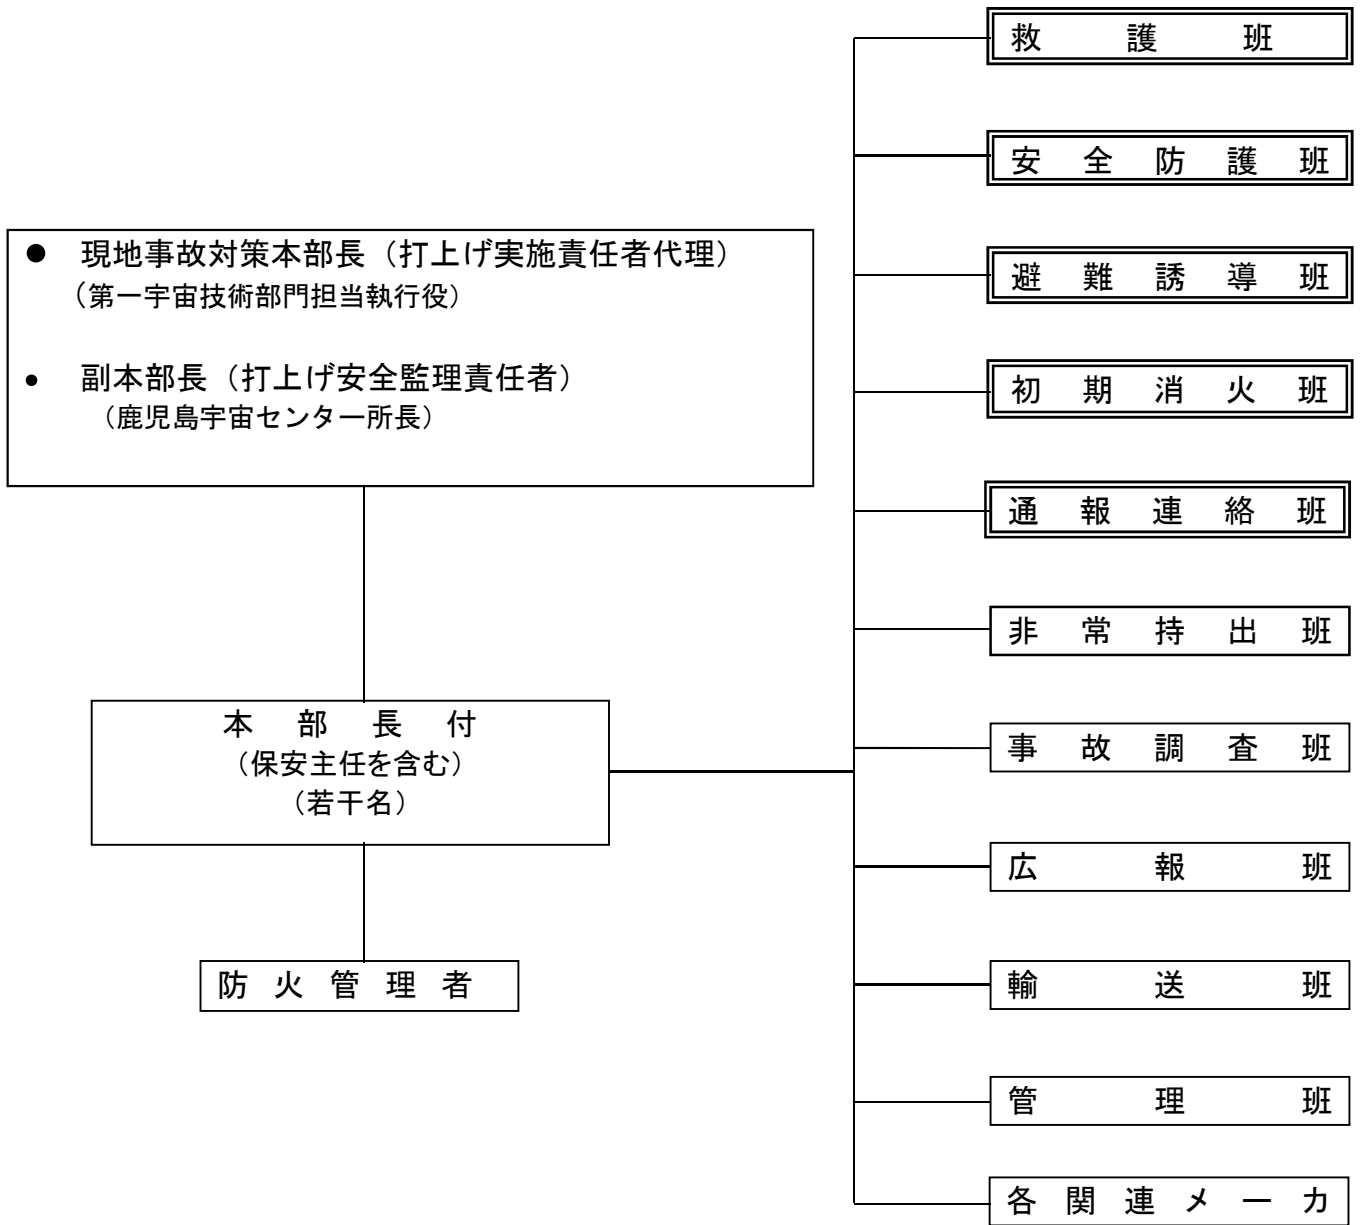 ● 現地事故対策本部長（打上げ実施責任者代理）
（第一宇宙技術部門担当執行役）
● 副本部長（打上げ安全監理責任者）
（鹿児島宇宙センター所長）
本部長付
（保安主任を含む）
（若干名）
防火管理者
救護班
安全防護班
避難誘導班
初期消火班
通報連絡班
非常持出班
事故調査班
広報班
輸送班
管理班
各関連メーカ